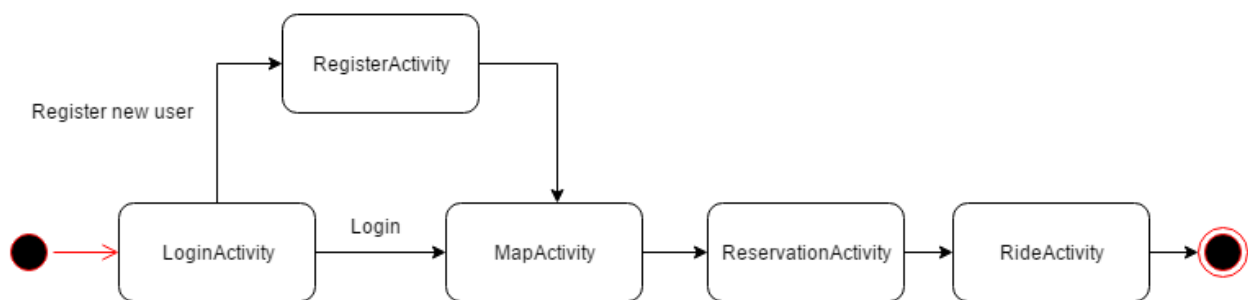 RegisterActivity
Register new user
Login
LoginActivity
MapActivity
ReservationActivity
RideActivity